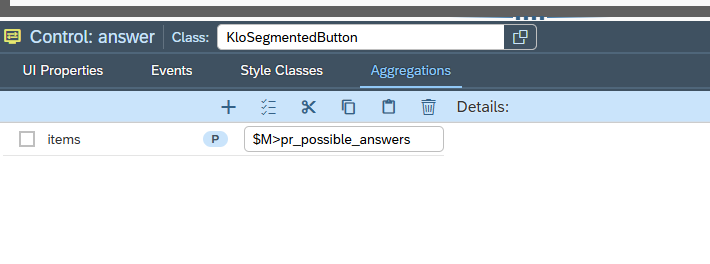 Control: answer Class: KloSegmentedButton
UI Properties Events Style Classes Aggregations
Details:
items P $M>pr_possible_answers